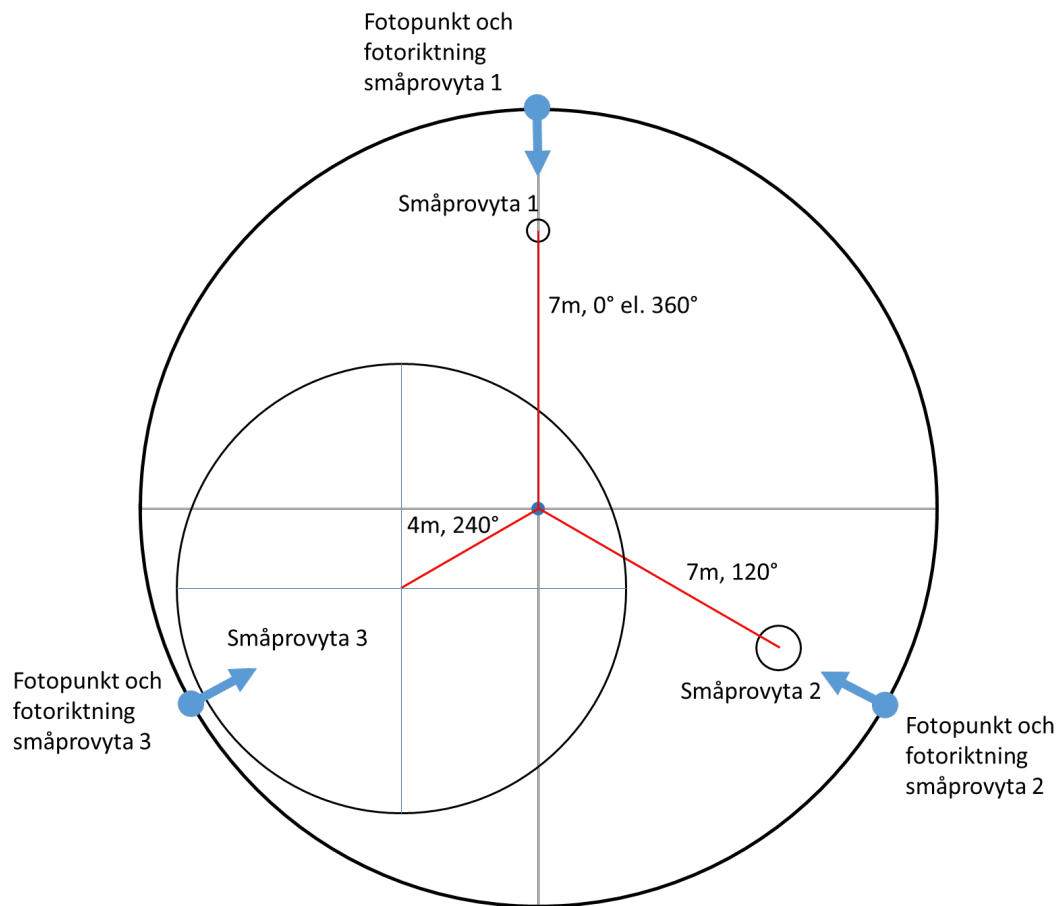 Fotopunkt och
fotoriktning
småprovyta 1
Småprovyta 1
7m, 0° el. 360°
4m, 240°
7m, 120°
Småprovyta 3
Fotopunkt och
fotoriktning
småprovyta 3
Småprovyta 2
Fotopunkt och
fotoriktning
småprovyta 2